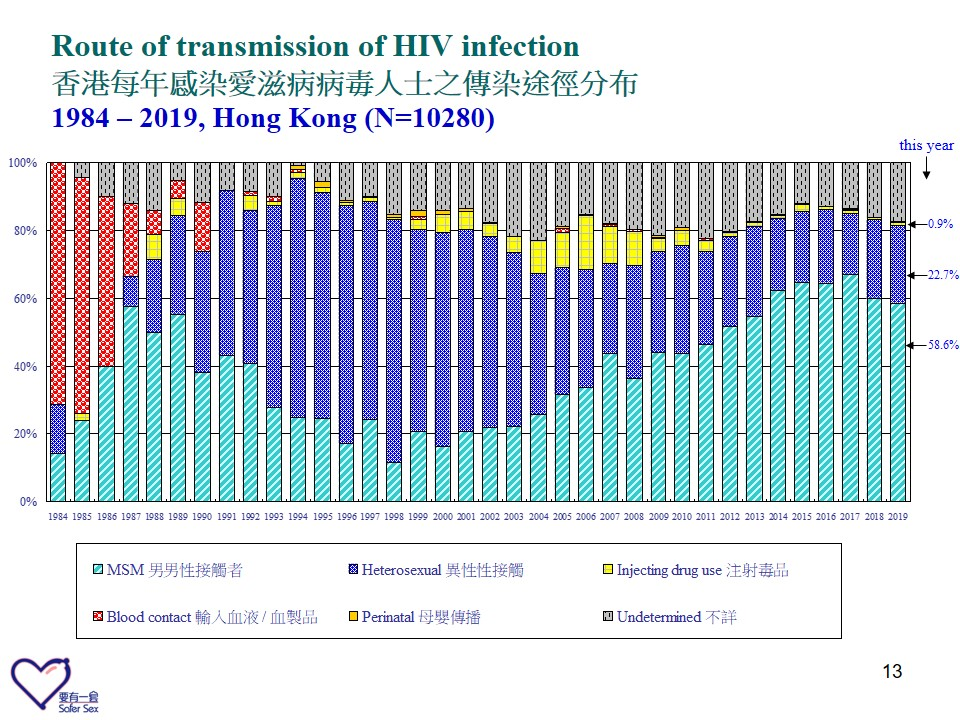 Route of transmission of HIV infection
香港每年感染愛滋病病毒人士之傳染途徑分布
1984 – 2019, Hong Kong (N=10280)
this year
100%
80%
60%
40%
20%
0%
0.9%
22.7%
58.6%
1984 1985 1986 1987 1988 1989 1990 1991 1992 1993 1994 1995 1996 1997 1998 1999 2000 2001 2002 2003 2004 2005 2006 2007 2008 2009 2010 2011 2012 2013 2014 2015 2016 2017 2018 2019
MSM 男男性接觸者 Heterosexual 異性性接觸 Injecting drug use 注射毒品
Blood contact 輸入血液 / 血製品 Perinatal 母嬰傳播 Undetermined 不詳
13
要有一套
Safer Sex